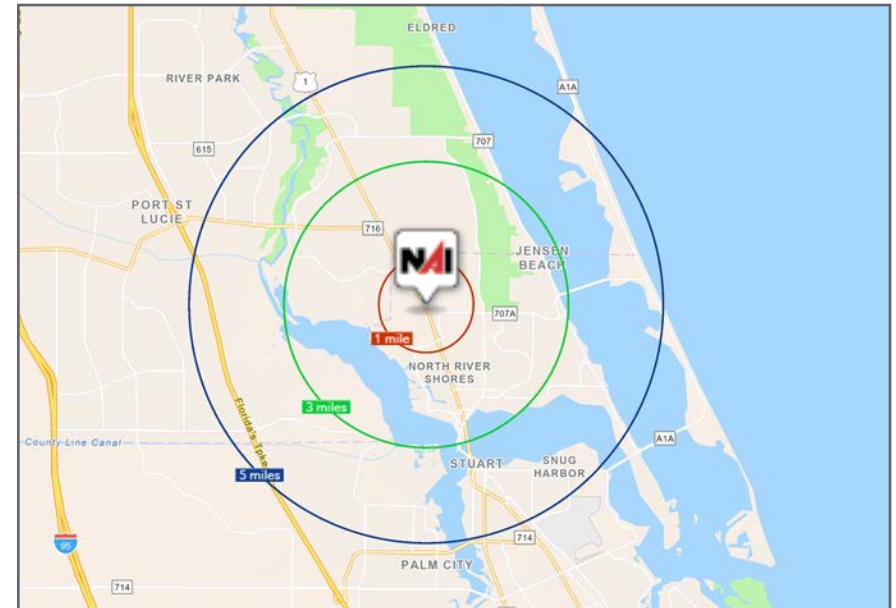 ELDRED
RIVER PARK
1
A1A
707
615
PORT ST
LUCIE
716
NAI
JENSEN
BEACH
707A
1 mile
NORTH RIVER
SHORES
3 miles
Florida's Tpke
County Line Canal
A1A
STUART
SNUG
HARBOR
5 miles
714
95
PALM CITY
714